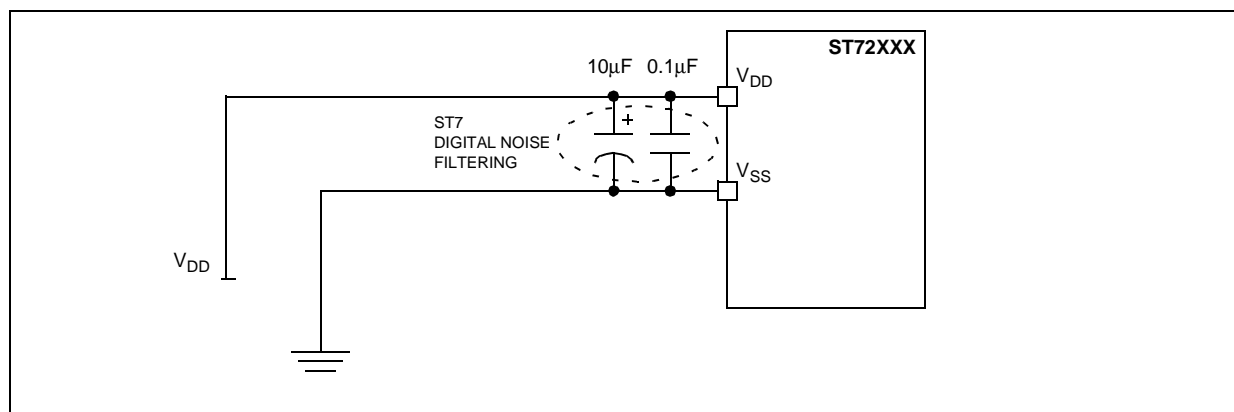 ST72XXX
10μF 0.1μF
VDD
+
ST7
DIGITAL NOISE
FILTERING
VSS
VDD